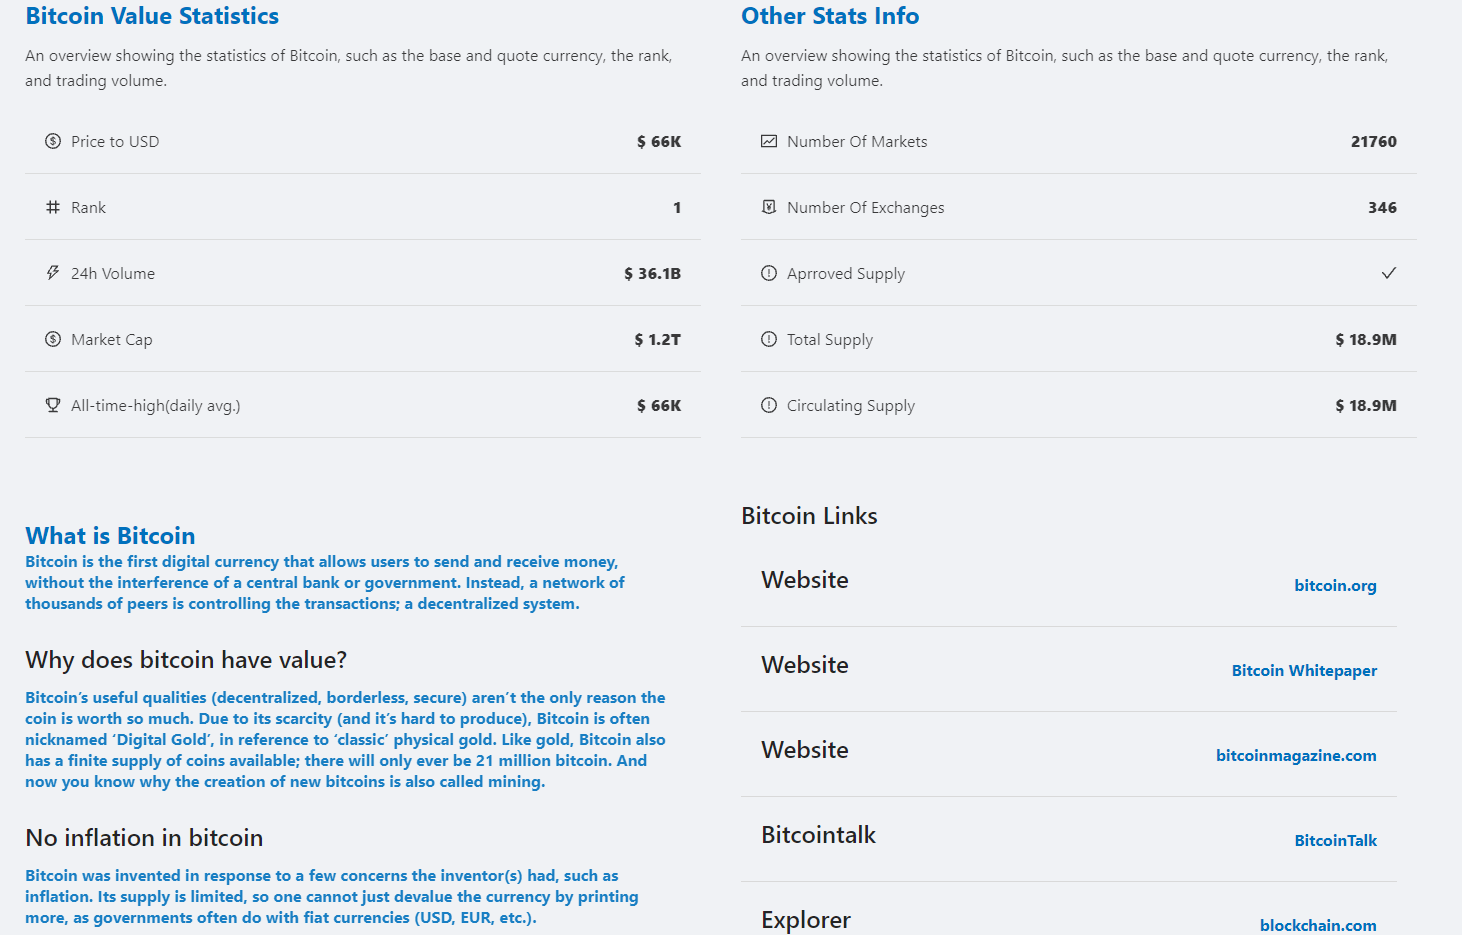 Bitcoin Value Statistics
An overview showing the statistics of Bitcoin, such as the base and quote currency, the rank,
and trading volume.
Price to USD $ 66K
Rank 1
24h Volume $ 36.1B
Market Cap $ 1.2T
All-time-high(daily avg.) $ 66K
Other Stats Info
An overview showing the statistics of Bitcoin, such as the base and quote currency, the rank,
and trading volume.
Number Of Markets 21760
Number Of Exchanges 346
Aprroved Supply
Total Supply $ 18.9M
Circulating Supply $ 18.9M
What is Bitcoin
Bitcoin is the first digital currency that allows users to send and receive money,
without the interference of a central bank or government. Instead, a network of
thousands of peers is controlling the transactions; a decentralized system.
Why does bitcoin have value?
Bitcoin’s useful qualities (decentralized, borderless, secure) aren’t the only reason the
coin is worth so much. Due to its scarcity (and it’s hard to produce), Bitcoin is often
nicknamed ‘Digital Gold’, in reference to ‘classic’ physical gold. Like gold, Bitcoin also
has a finite supply of coins available; there will only ever be 21 million bitcoin. And
now you know why the creation of new bitcoins is also called mining.
No inflation in bitcoin
Bitcoin was invented in response to a few concerns the inventor(s) had, such as
inflation. Its supply is limited, so one cannot just devalue the currency by printing
more, as governments often do with fiat currencies (USD, EUR, etc.).
Bitcoin Links
Website bitcoin.org
Website Bitcoin Whitepaper
Website bitcoinmagazine.com
Bitcointalk BitcoinTalk
Explorer blockchain.com